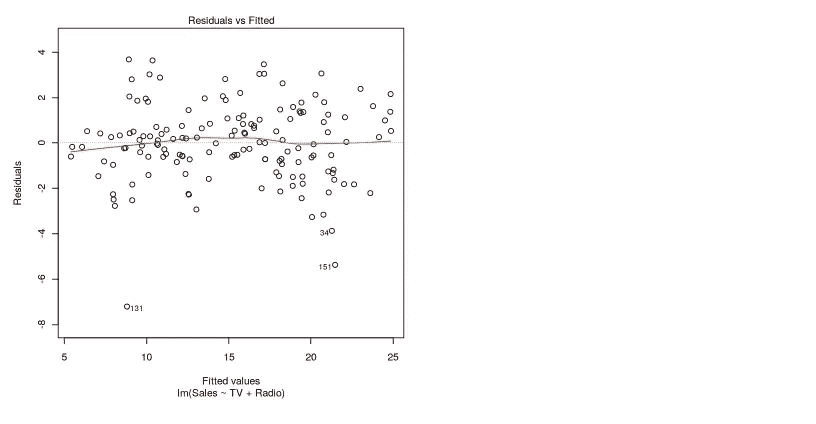 Residuals vs Fitted
4
2
0
-2
-4
-6
-8
Residuals
34
151
131
5 10 15 20 25
Fitted values
lm(Sales ~ TV + Radio)